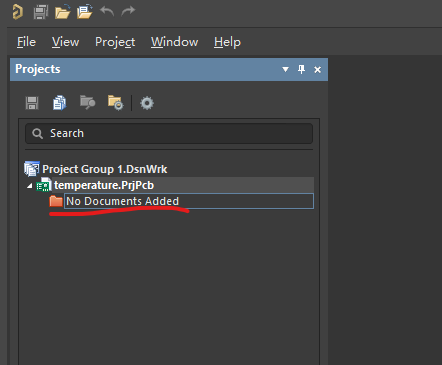 File View Project Window Help
Projects
Search
Project Group 1.DsnWrk
temperature.PrjPcb
No Documents Added